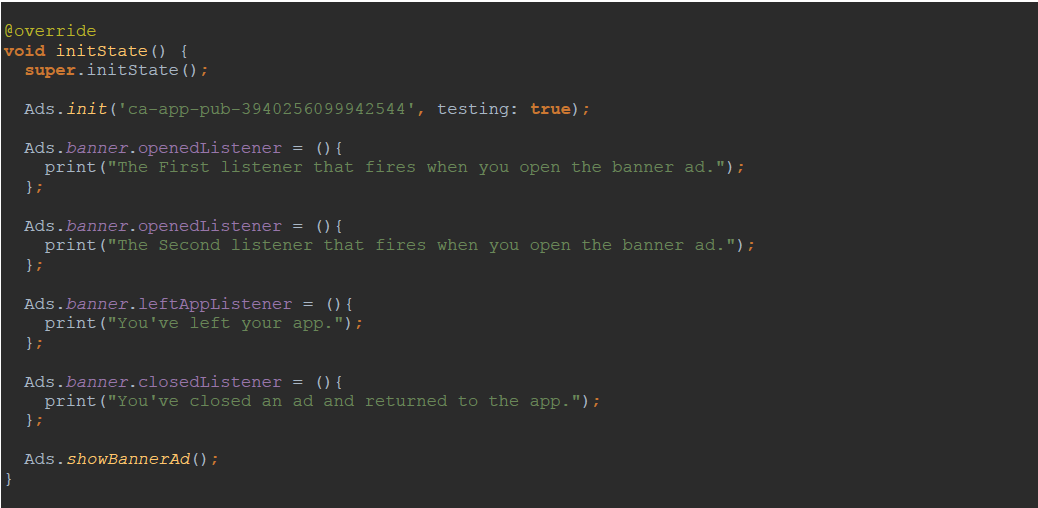 @override
void initState() {
super.initState();
Ads.init('ca-app-pub-3940256099942544', testing: true);
Ads.banner.openedListener = (){
print("The First listener that fires when you open the banner ad.");
};
Ads.banner.openedListener = (){
print("The Second listener that fires when you open the banner ad.");
};
Ads.banner.leftAppListener = (){
print("You've left your app.");
};
Ads.banner.closedListener = (){
print("You've closed an ad and returned to the app.");
};
Ads.showBannerAd();
}